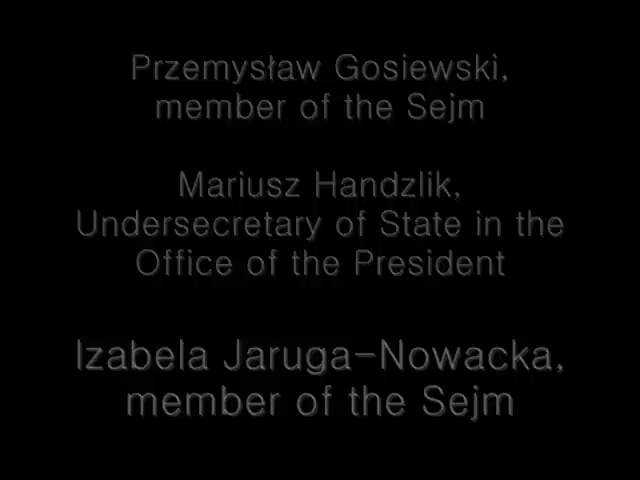 Przemysław Gosiewski,
member of the Sejm
Mariusz Handzlik,
Undersecretary of State in the
Office of the President
Izabela Jaruga-Nowacka,
member of the Sejm